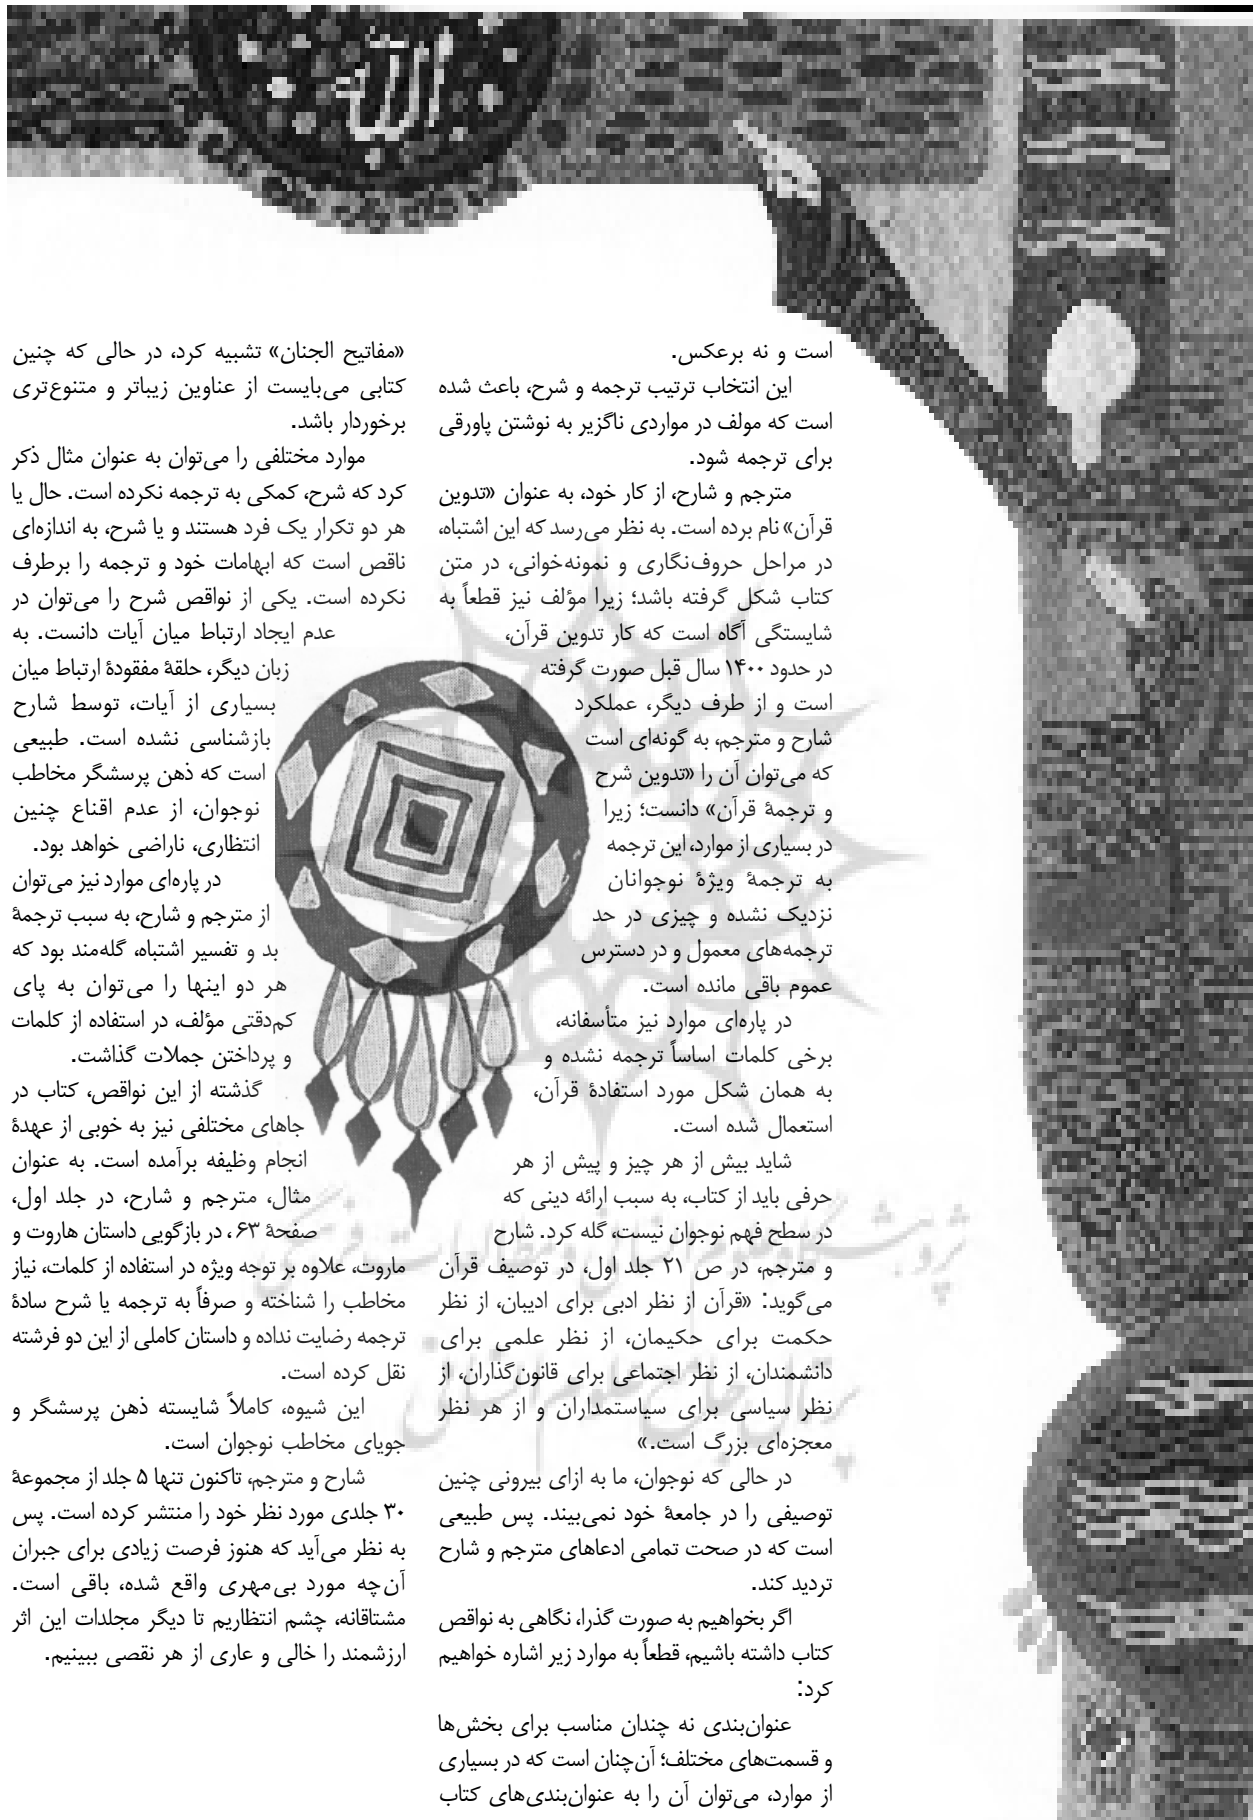 الله
است و نه برعکس.
این انتخاب ترتیب ترجمه و شرح، باعث شده
است که مولف در مواردی ناگزیر به نوشتن پاورقی
برای ترجمه شود.
مترجم و شارح، از کار خود، به عنوان «تدوین
قرآن» نام برده است. به نظر می‌رسد که این اشتباه،
در مراحل حروف‌نگاری و نمونه‌خوانی، در متن
کتاب شکل گرفته باشد؛ زیرا مؤلف نیز قطعاً به
شایستگی آگاه است که کار تدوین قرآن،
در حدود ۱۴۰۰ سال قبل صورت گرفته
است و از طرف دیگر، عملکرد
شارح و مترجم، به گونه‌ای است
که می‌توان آن را «تدوین شرح
و ترجمهٔ قرآن» دانست؛ زیرا
در بسیاری از موارد، این ترجمه
به ترجمهٔ ویژهٔ نوجوانان
نزدیک نشده و چیزی در حد
ترجمه‌های معمول و در دسترس
عموم باقی مانده است.
در پاره‌ای موارد نیز متأسفانه،
برخی کلمات اساساً ترجمه نشده و
به همان شکل مورد استفادهٔ قرآن،
استعمال شده است.
شاید بیش از هر چیز و پیش از هر
حرفی باید از کتاب، به سبب ارائه دینی که
در سطح فهم نوجوان نیست، گله کرد. شارح
و مترجم، در ص ۲۱ جلد اول، در توصیف قرآن
می‌گوید: «قرآن از نظر ادبی برای ادیبان، از نظر
حکمت برای حکیمان، از نظر علمی برای
دانشمندان، از نظر اجتماعی برای قانون‌گذاران، از
نظر سیاسی برای سیاستمداران و از هر نظر
معجزه‌ای بزرگ است.»
در حالی که نوجوان، ما به ازای بیرونی چنین
توصیفی را در جامعهٔ خود نمی‌بیند. پس طبیعی
است که در صحت تمامی ادعاهای مترجم و شارح
تردید کند.
اگر بخواهیم به صورت گذرا، نگاهی به نواقص
کتاب داشته باشیم، قطعاً به موارد زیر اشاره خواهیم
کرد:
عنوان‌بندی نه چندان مناسب برای بخش‌ها
و قسمت‌های مختلف؛ آن‌چنان است که در بسیاری
از موارد، می‌توان آن را به عنوان‌بندی‌های کتاب
«مفاتیح الجنان» تشبیه کرد، در حالی که چنین
کتابی می‌بایست از عناوین زیباتر و متنوع‌تری
برخوردار باشد.
موارد مختلفی را می‌توان به عنوان مثال ذکر
کرد که شرح، کمکی به ترجمه نکرده است. حال یا
هر دو تکرار یک فرد هستند و یا شرح، به اندازه‌ای
ناقص است که ابهامات خود و ترجمه را برطرف
نکرده است. یکی از نواقص شرح را می‌توان در
عدم ایجاد ارتباط میان آیات دانست. به
زبان دیگر، حلقهٔ مفقودهٔ ارتباط میان
بسیاری از آیات، توسط شارح
بازشناسی نشده است. طبیعی
است که ذهن پرسشگر مخاطب
نوجوان، از عدم اقناع چنین
انتظاری، ناراضی خواهد بود.
در پاره‌ای موارد نیز می‌توان
از مترجم و شارح، به سبب ترجمهٔ
بد و تفسیر اشتباه، گله‌مند بود که
هر دو اینها را می‌توان به پای
کم‌دقتی مؤلف، در استفاده از کلمات
و پرداختن جملات گذاشت.
گذشته از این نواقص، کتاب در
جاهای مختلفی نیز به خوبی از عهدهٔ
انجام وظیفه برآمده است. به عنوان
مثال، مترجم و شارح، در جلد اول،
صفحهٔ ۶۳، در بازگویی داستان هاروت و
ماروت، علاوه بر توجه ویژه در استفاده از کلمات، نیاز
مخاطب را شناخته و صرفاً به ترجمه یا شرح سادهٔ
ترجمه رضایت نداده و داستان کاملی از این دو فرشته
نقل کرده است.
این شیوه، کاملاً شایسته ذهن پرسشگر و
جویای مخاطب نوجوان است.
شارح و مترجم، تاکنون تنها ۵ جلد از مجموعهٔ
۳۰ جلدی مورد نظر خود را منتشر کرده است. پس
به نظر می‌آید که هنوز فرصت زیادی برای جبران
آن‌چه مورد بی‌مهری واقع شده، باقی است.
مشتاقانه، چشم انتظاریم تا دیگر مجلدات این اثر
ارزشمند را خالی و عاری از هر نقصی ببینیم.
پژوهشگاه علوم انسانی و مطالعات فرهنگی
پرتال جامع علوم انسانی